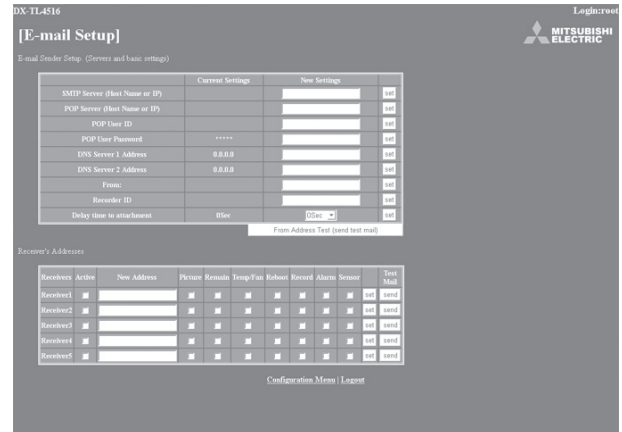 DX-TL4516 Login:root
[E-mail Setup]
MITSUBISHI ELECTRIC
E-mail Sender Setup. (Servers and basic settings)
Current Settings New Settings
SMTP Server (Host Name or IP) set
POP Server (Host Name or IP) set
POP User ID set
POP User Password ***** set
DNS Server 1 Address 0.0.0.0 set
DNS Server 2 Address 0.0.0.0 set
From: set
Recorder ID set
Delay time to attachment 0Sec 0Sec set
From Address Test (send test mail)
Receiver's Addresses
Receivers Active New Address Picture Remain Temp/Fan Reboot Record Alarm Sensor Test Mail
Receiver1 set send
Receiver2 set send
Receiver3 set send
Receiver4 set send
Receiver5 set send
Configuration Menu | Logout